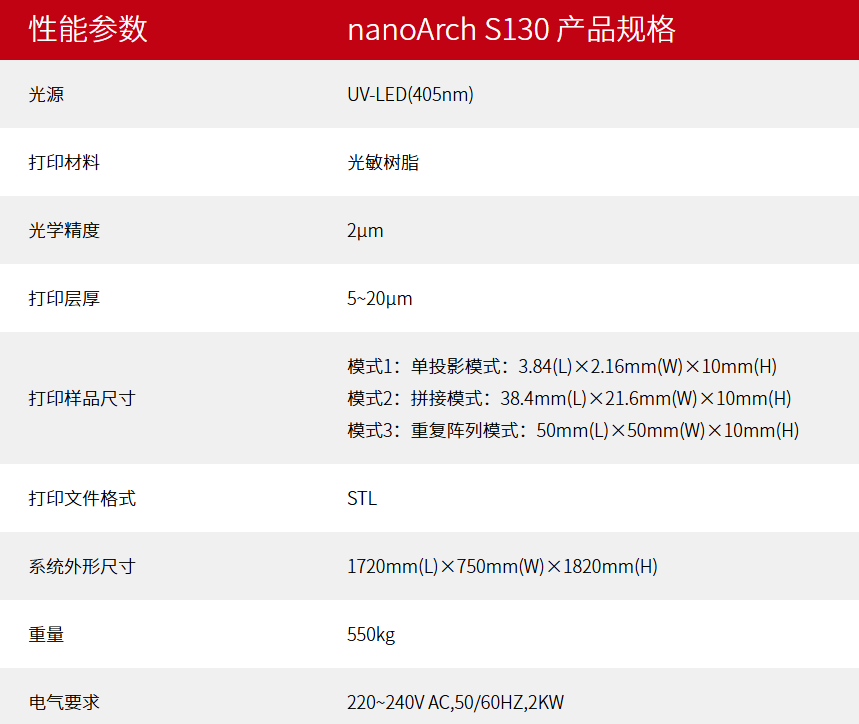 性能参数
nanoArch S130 产品规格
光源
UV-LED(405nm)
打印材料
光敏树脂
光学精度
2μm
打印层厚
5~20μm
打印样品尺寸
模式1：单投影模式：3.84(L)×2.16mm(W)×10mm(H)
模式2：拼接模式：38.4mm(L)×21.6mm(W)×10mm(H)
模式3：重复阵列模式：50mm(L)×50mm(W)×10mm(H)
打印文件格式
STL
系统外形尺寸
1720mm(L)×750mm(W)×1820mm(H)
重量
550kg
电气要求
220~240V AC,50/60HZ,2KW